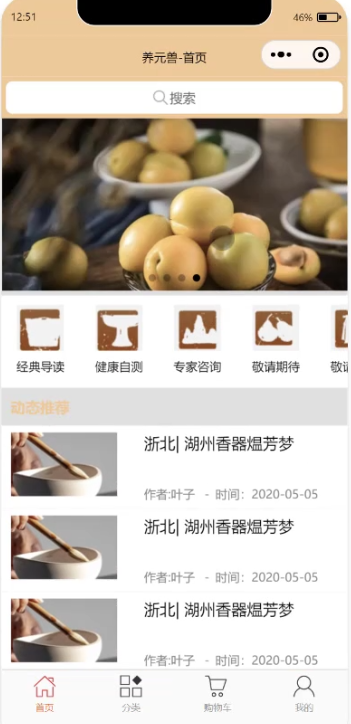 12:51
46%
养元兽-首页
搜索
经典导读 健康自测 专家咨询 敬请期待 敬请
动态推荐
浙北| 湖州香器熅芳梦
作者:叶子 - 时间：2020-05-05
浙北| 湖州香器熅芳梦
作者:叶子 - 时间：2020-05-05
浙北| 湖州香器熅芳梦
作者:叶子 - 时间：2020-05-05
首页 分类 购物车 我的